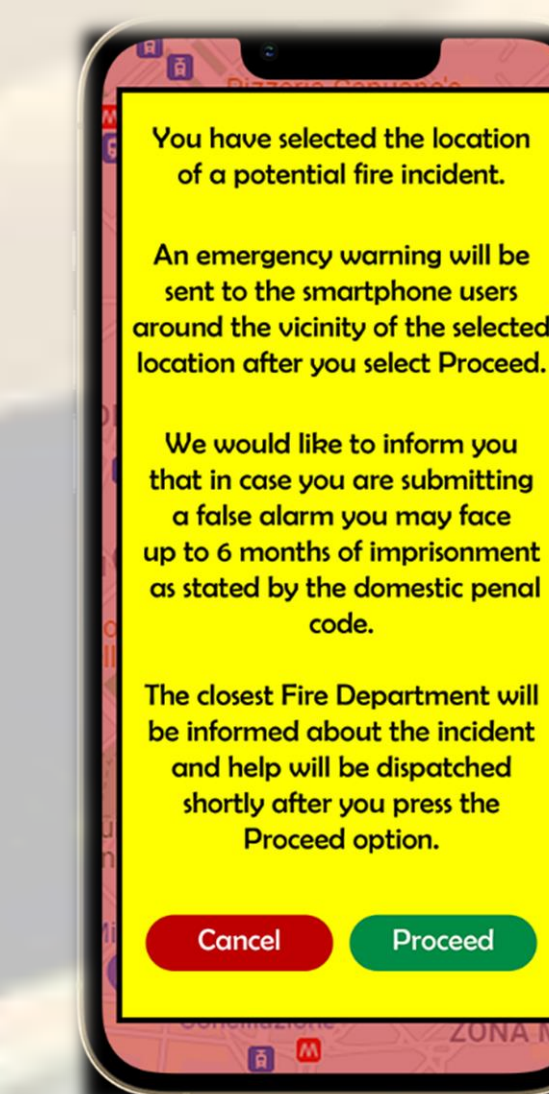 Pizzeria Capuano's
You have selected the location
of a potential fire incident.
An emergency warning will be
sent to the smartphone users
around the vicinity of the selected
location after you select Proceed.
We would like to inform you
that in case you are submitting
a false alarm you may face
up to 6 months of imprisonment
as stated by the domestic penal
code.
The closest Fire Department will
be informed about the incident
and help will be dispatched
shortly after you press the
Proceed option.
Cancel
Proceed
Conciliazione
ZONA
M